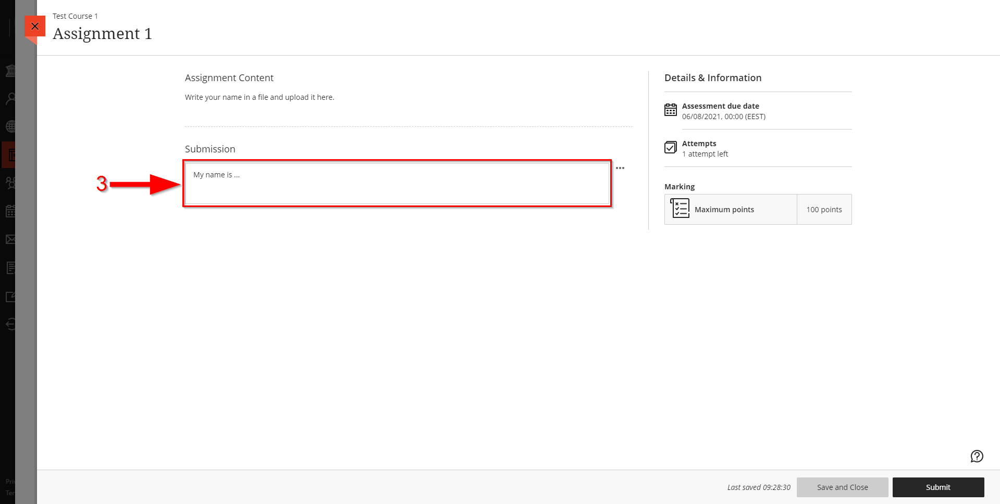 Test Course 1
Assignment 1
Assignment Content
Write your name in a file and upload it here.
Submission
My name is ...
3
Details & Information
Assessment due date
06/08/2021, 00:00 (EEST)
Attempts
1 attempt left
Marking
Maximum points
100 points
Last saved 09:28:30
Save and Close
Submit